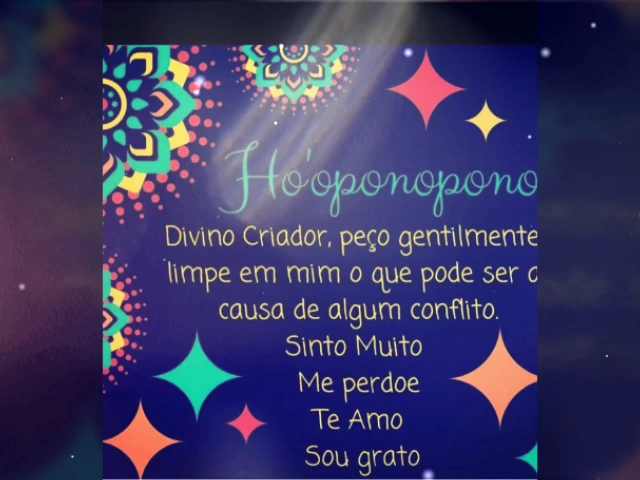 Ho'oponopono
Divino Criador, peço gentilmente
limpe em mim o que pode ser a
causa de algum conflito.
Sinto Muito
Me perdoe
Te Amo
Sou grato